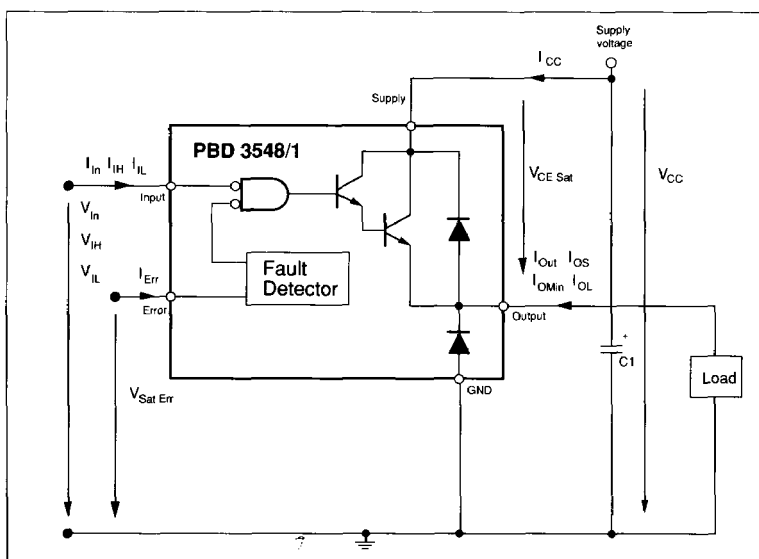 Supply
voltage
I CC
Supply
PBD 3548/1
I In I IH I IL
Input
V CE Sat
V CC
V In
V IH
V IL
I Err
Error
Fault
Detector
I Out I OS
I OMin I OL
Output
+
C1
Load
GND
V Sat Err